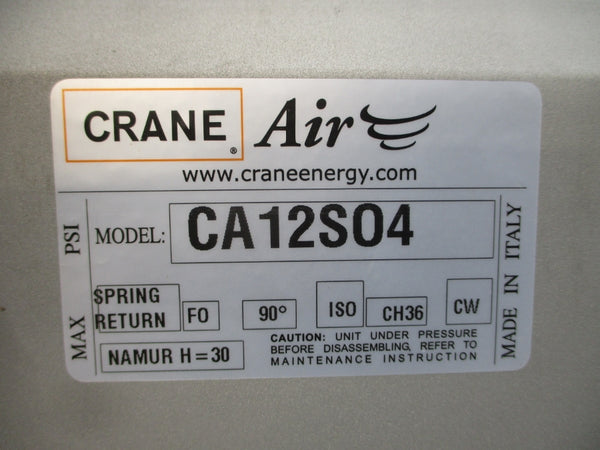 CRANE® Air
www.craneenergy.com
MAX PSI
MODEL: CA12S04
SPRING RETURN
FO
90°
ISO
CH36
CW
NAMUR H=30
CAUTION: UNIT UNDER PRESSURE
BEFORE DISASSEMBLING, REFER TO
MAINTENANCE INSTRUCTION
MADE IN ITALY